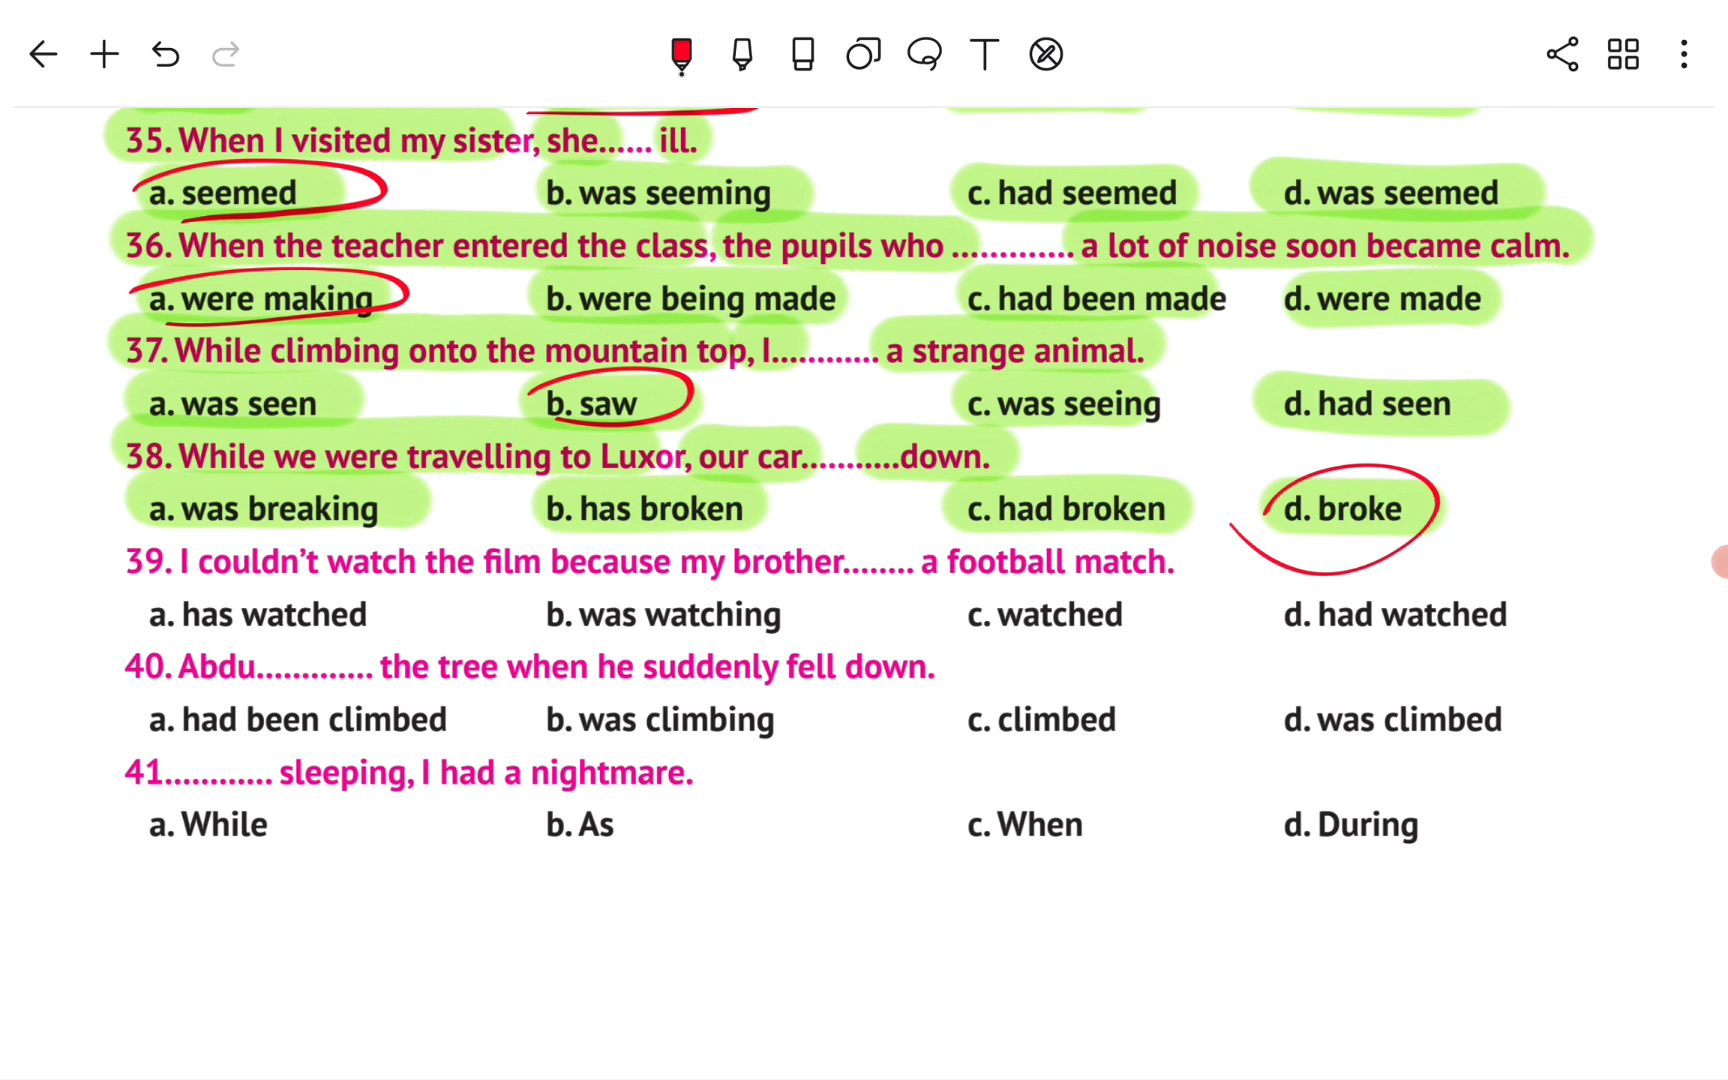 35. When I visited my sister, she...... ill.
a. seemed b. was seeming c. had seemed d. was seemed
36. When the teacher entered the class, the pupils who ............. a lot of noise soon became calm.
a. were making b. were being made c. had been made d. were made
37. While climbing onto the mountain top, I............ a strange animal.
a. was seen b. saw c. was seeing d. had seen
38. While we were travelling to Luxor, our car...........down.
a. was breaking b. has broken c. had broken d. broke
39. I couldn’t watch the film because my brother........ a football match.
a. has watched b. was watching c. watched d. had watched
40. Abdu............. the tree when he suddenly fell down.
a. had been climbed b. was climbing c. climbed d. was climbed
41............ sleeping, I had a nightmare.
a. While b. As c. When d. During